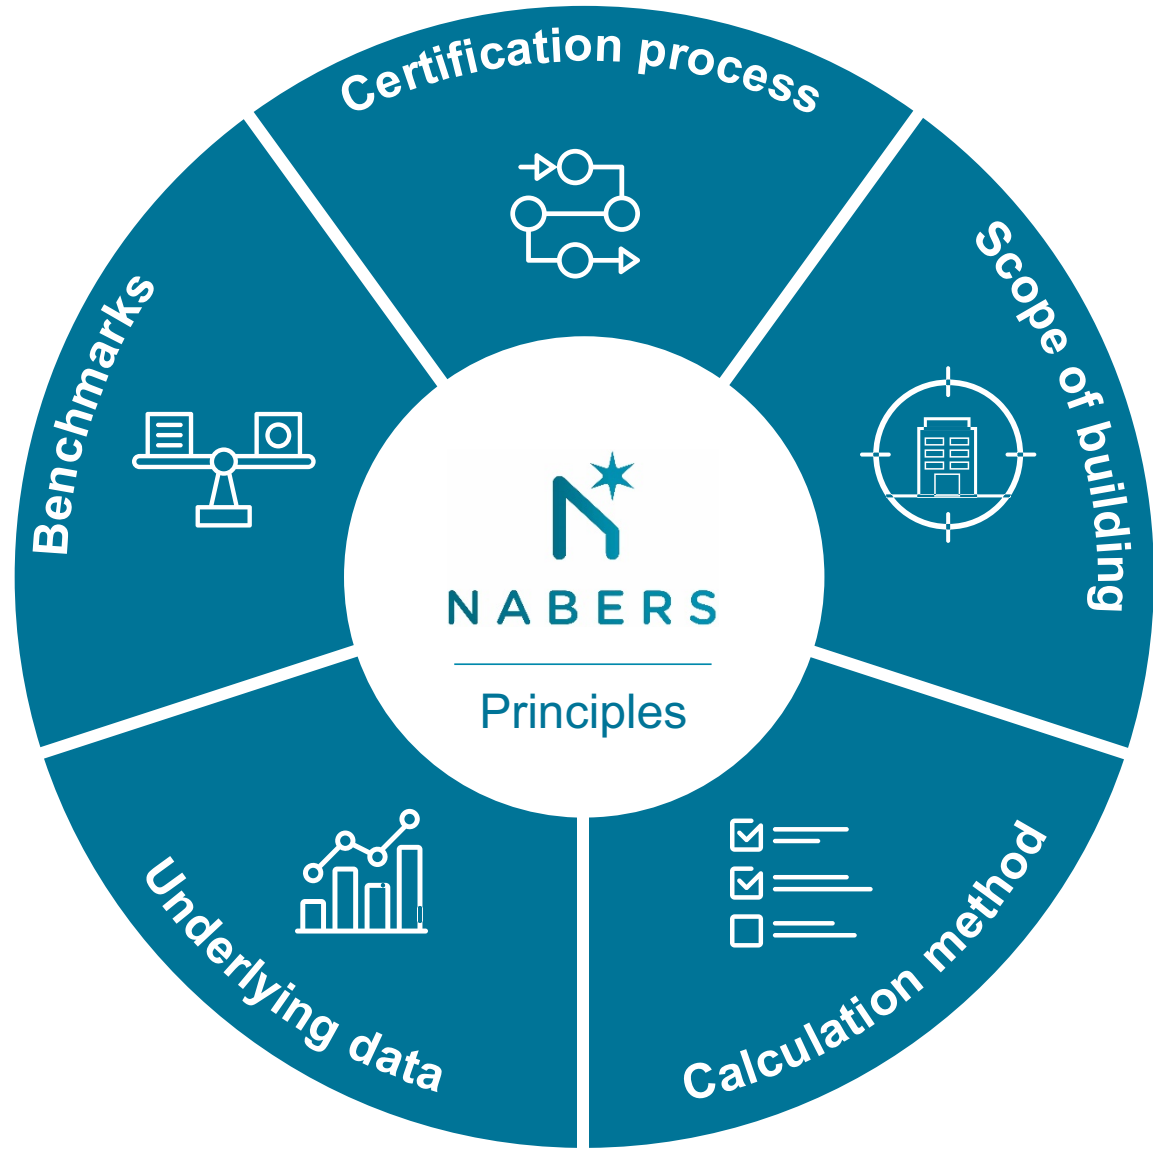 Certification process
Scope of building
Calculation method
Underlying data
Benchmarks
NABERS
Principles